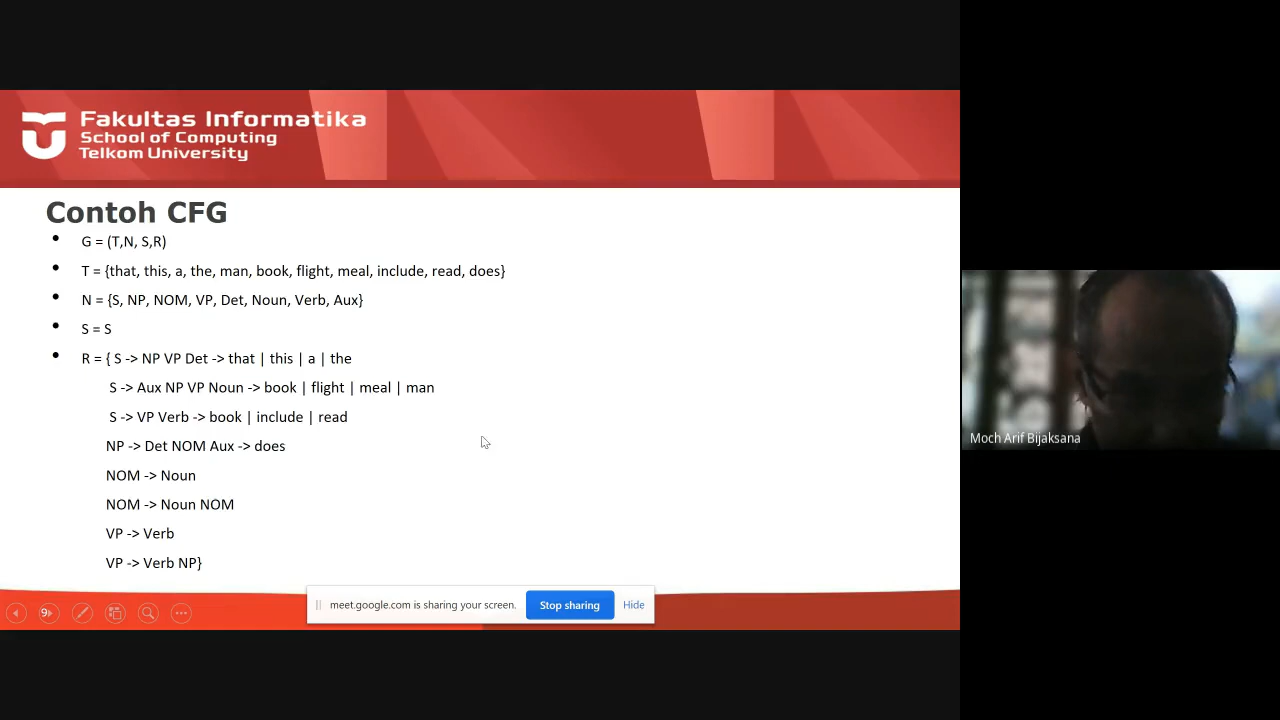 Fakultas Informatika
School of Computing
Telkom University
Contoh CFG
• G = (T,N, S,R)
• T = {that, this, a, the, man, book, flight, meal, include, read, does}
• N = {S, NP, NOM, VP, Det, Noun, Verb, Aux}
• S = S
• R = { S -> NP VP Det -> that | this | a | the
S -> Aux NP VP Noun -> book | flight | meal | man
S -> VP Verb -> book | include | read
NP -> Det NOM Aux -> does
NOM -> Noun
NOM -> Noun NOM
VP -> Verb
VP -> Verb NP}
9
meet.google.com is sharing your screen. Stop sharing Hide
Moch Arif Bijaksana